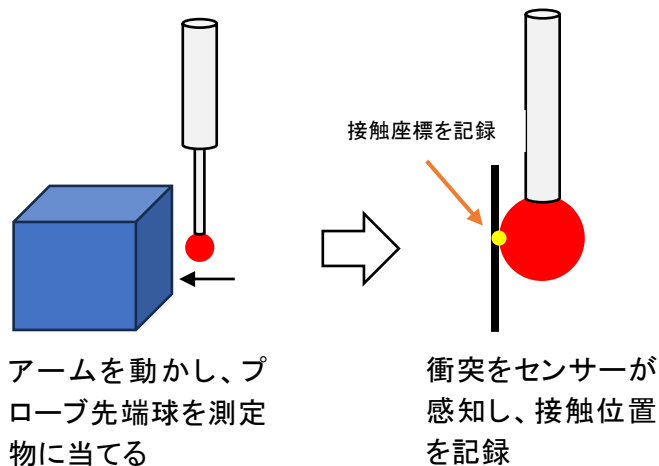 接触座標を記録
アームを動かし、プ
ローブ先端球を測定
物に当てる
衝突をセンサーが
感知し、接触位置
を記録